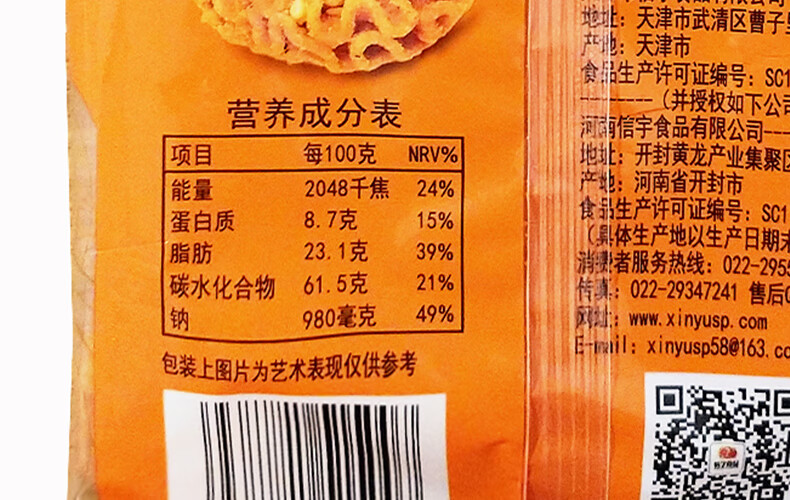 营养成分表
项目 每100克 NRV%
能量 2048千焦 24%
蛋白质 8.7克 15%
脂肪 23.1克 39%
碳水化合物 61.5克 21%
钠 980毫克 49%
包装上图片为艺术表现仅供参考
地址：天津市武清区曹子里
产地：天津市
食品生产许可证编号：SC1
--------（并授权如下公司
河南信宇食品有限公司----
地址：开封黄龙产业集聚区
产地：河南省开封市
食品生产许可证编号：SC1
（具体生产地以生产日期末
消费者服务热线：022-2955
传真：022-29347241 售后
网址：www.xinyusp.com
E-mail：xinyusp58@163.co